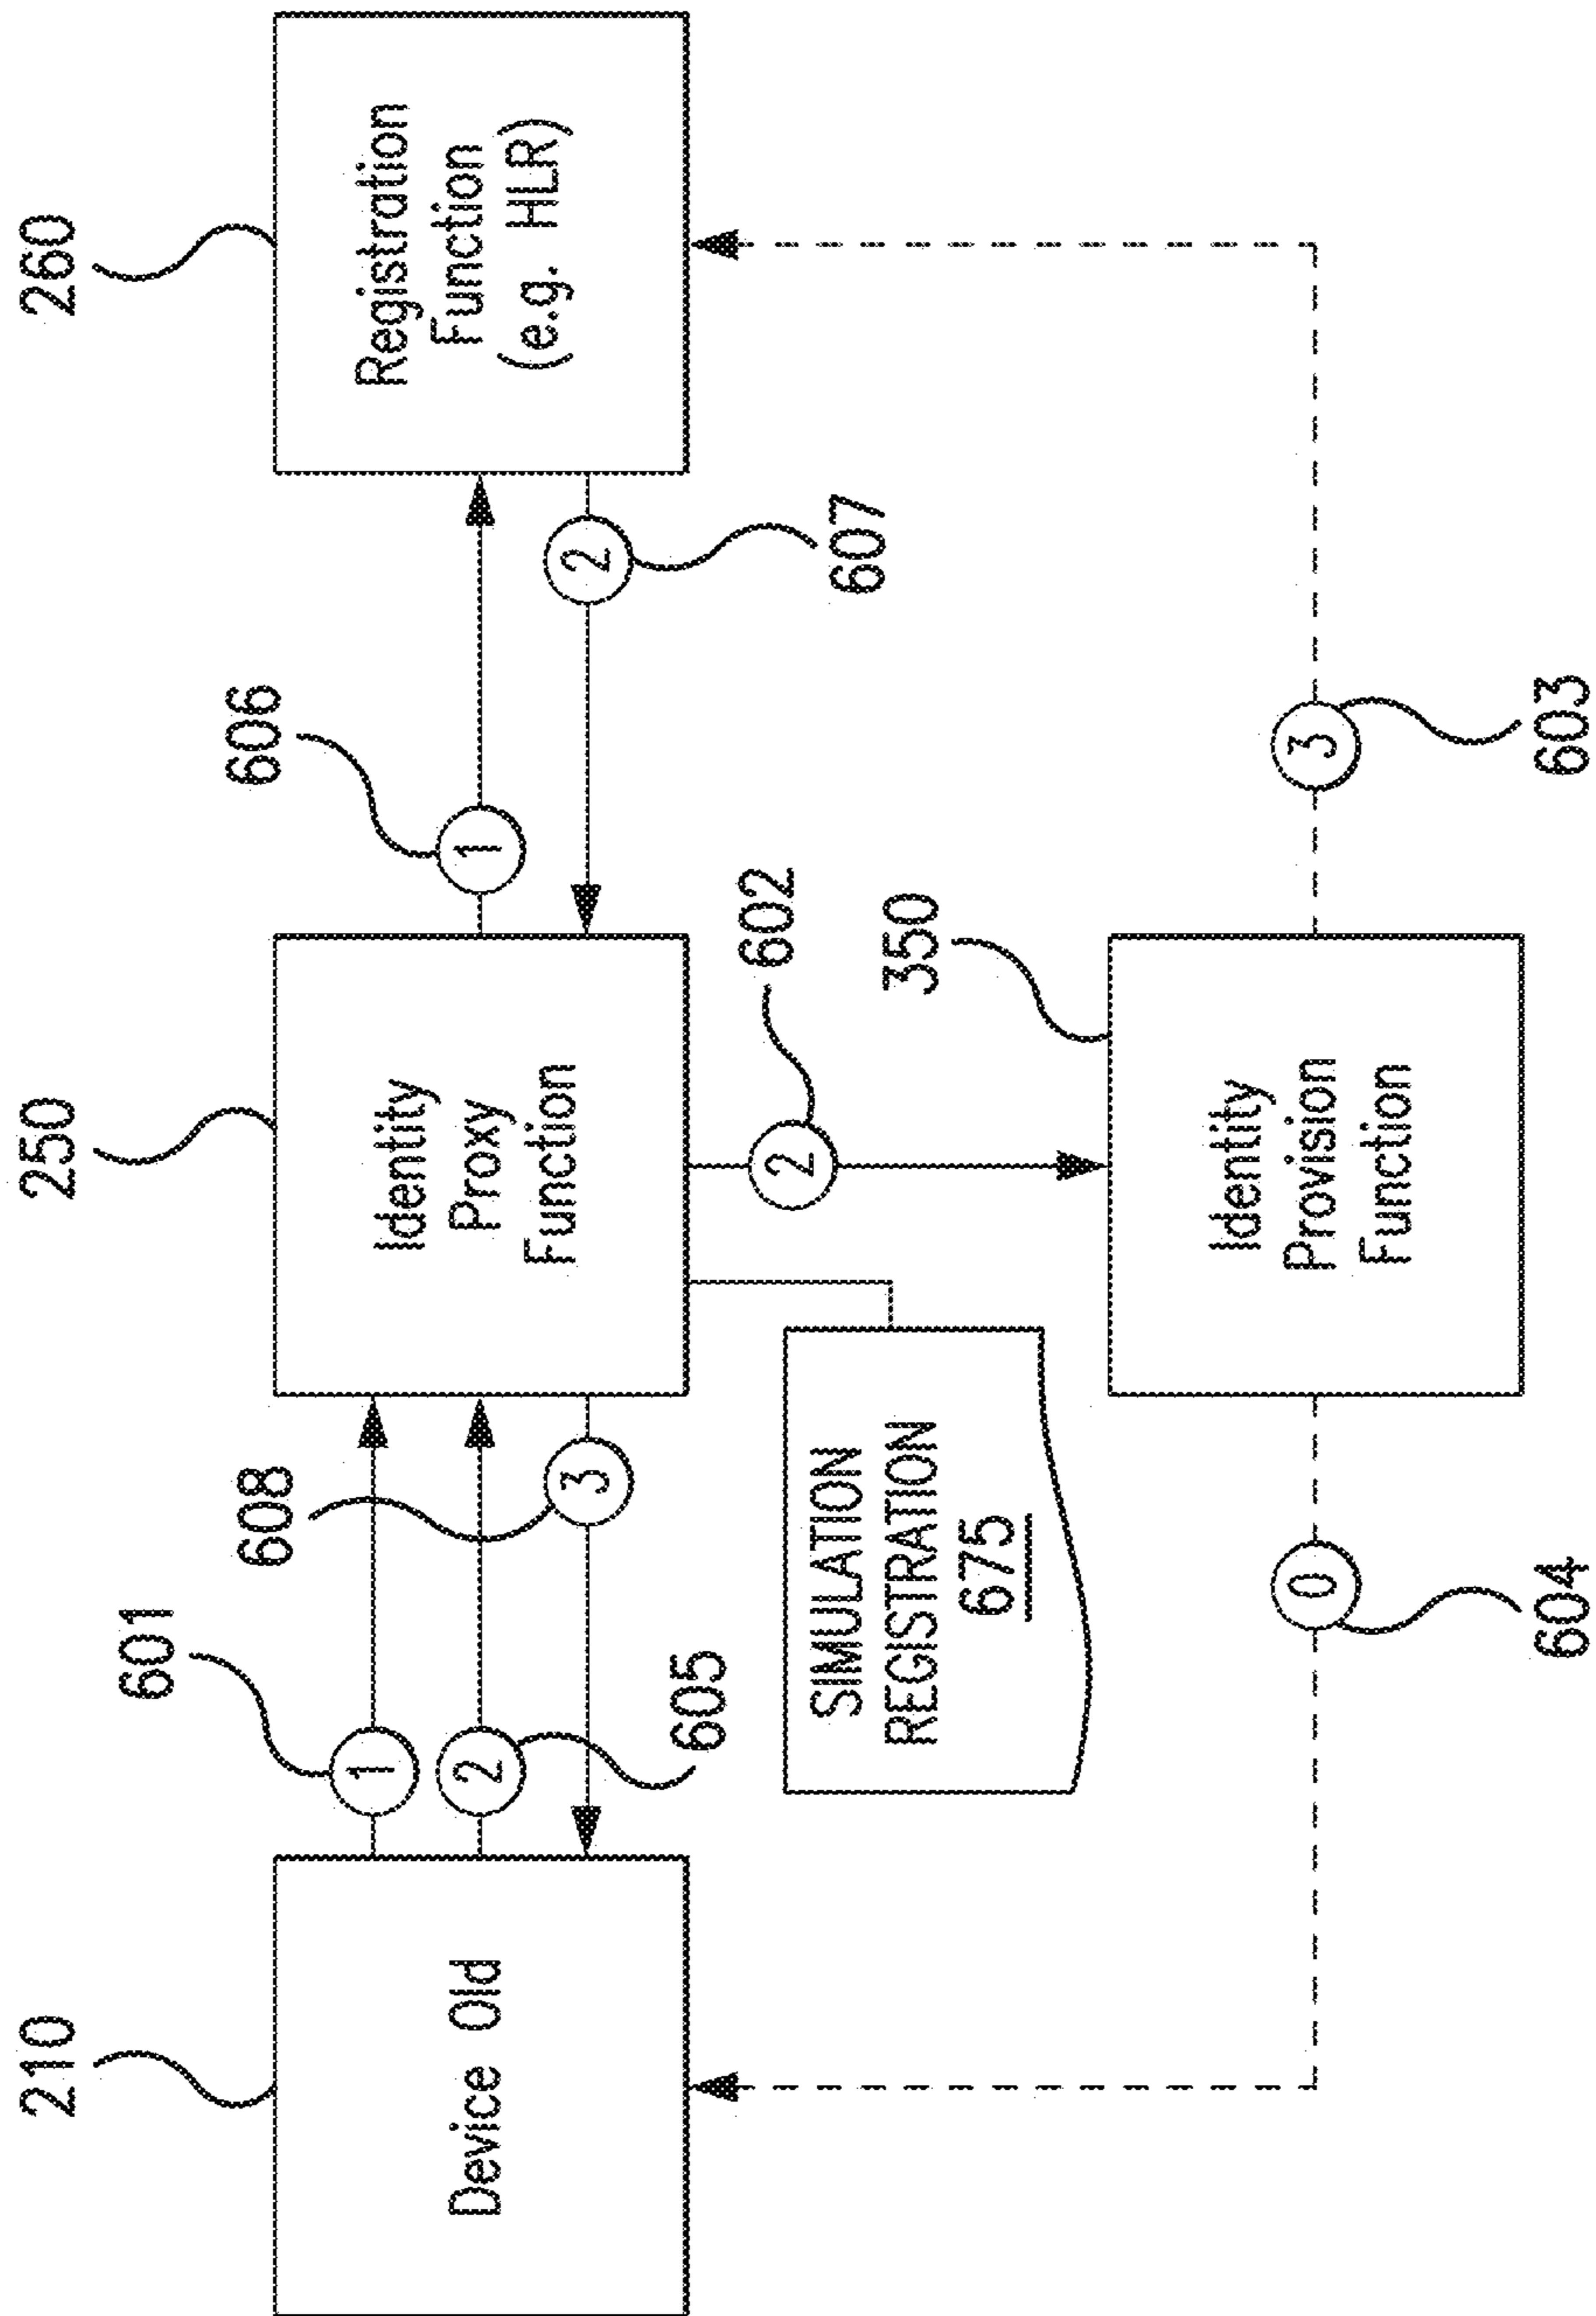 210
250
260
Device Old
Identity
Proxy
Function
Registration
Function
(e.g. HLR)
601
1
605
2
608
3
606
1
607
2
602
2
SIMULATION
REGISTRATION
675
350
Identity
Provision
Function
604
0
603
3